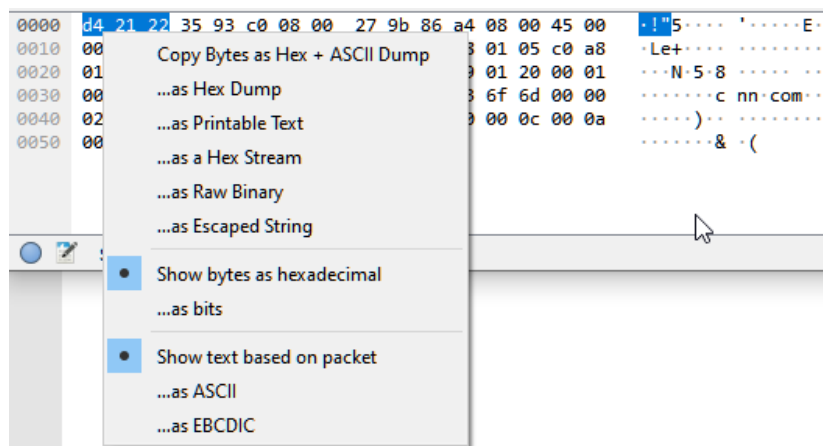 0000 d4 21 22 35 93 c0 08 00 27 9b 86 a4 08 00 45 00 ·!"5···· '·····E·
0010 00 01 05 c0 a8 ·Le+···· ········
0020 01 01 20 00 01 ···N·5·8 ····· ··
0030 00 6f 6d 00 00 ·······c nn·com··
0040 02 00 0c 00 0a ·····)·· ········
0050 00 ·······& ·(
Copy Bytes as Hex + ASCII Dump
...as Hex Dump
...as Printable Text
...as a Hex Stream
...as Raw Binary
...as Escaped String
Show bytes as hexadecimal
...as bits
Show text based on packet
...as ASCII
...as EBCDIC